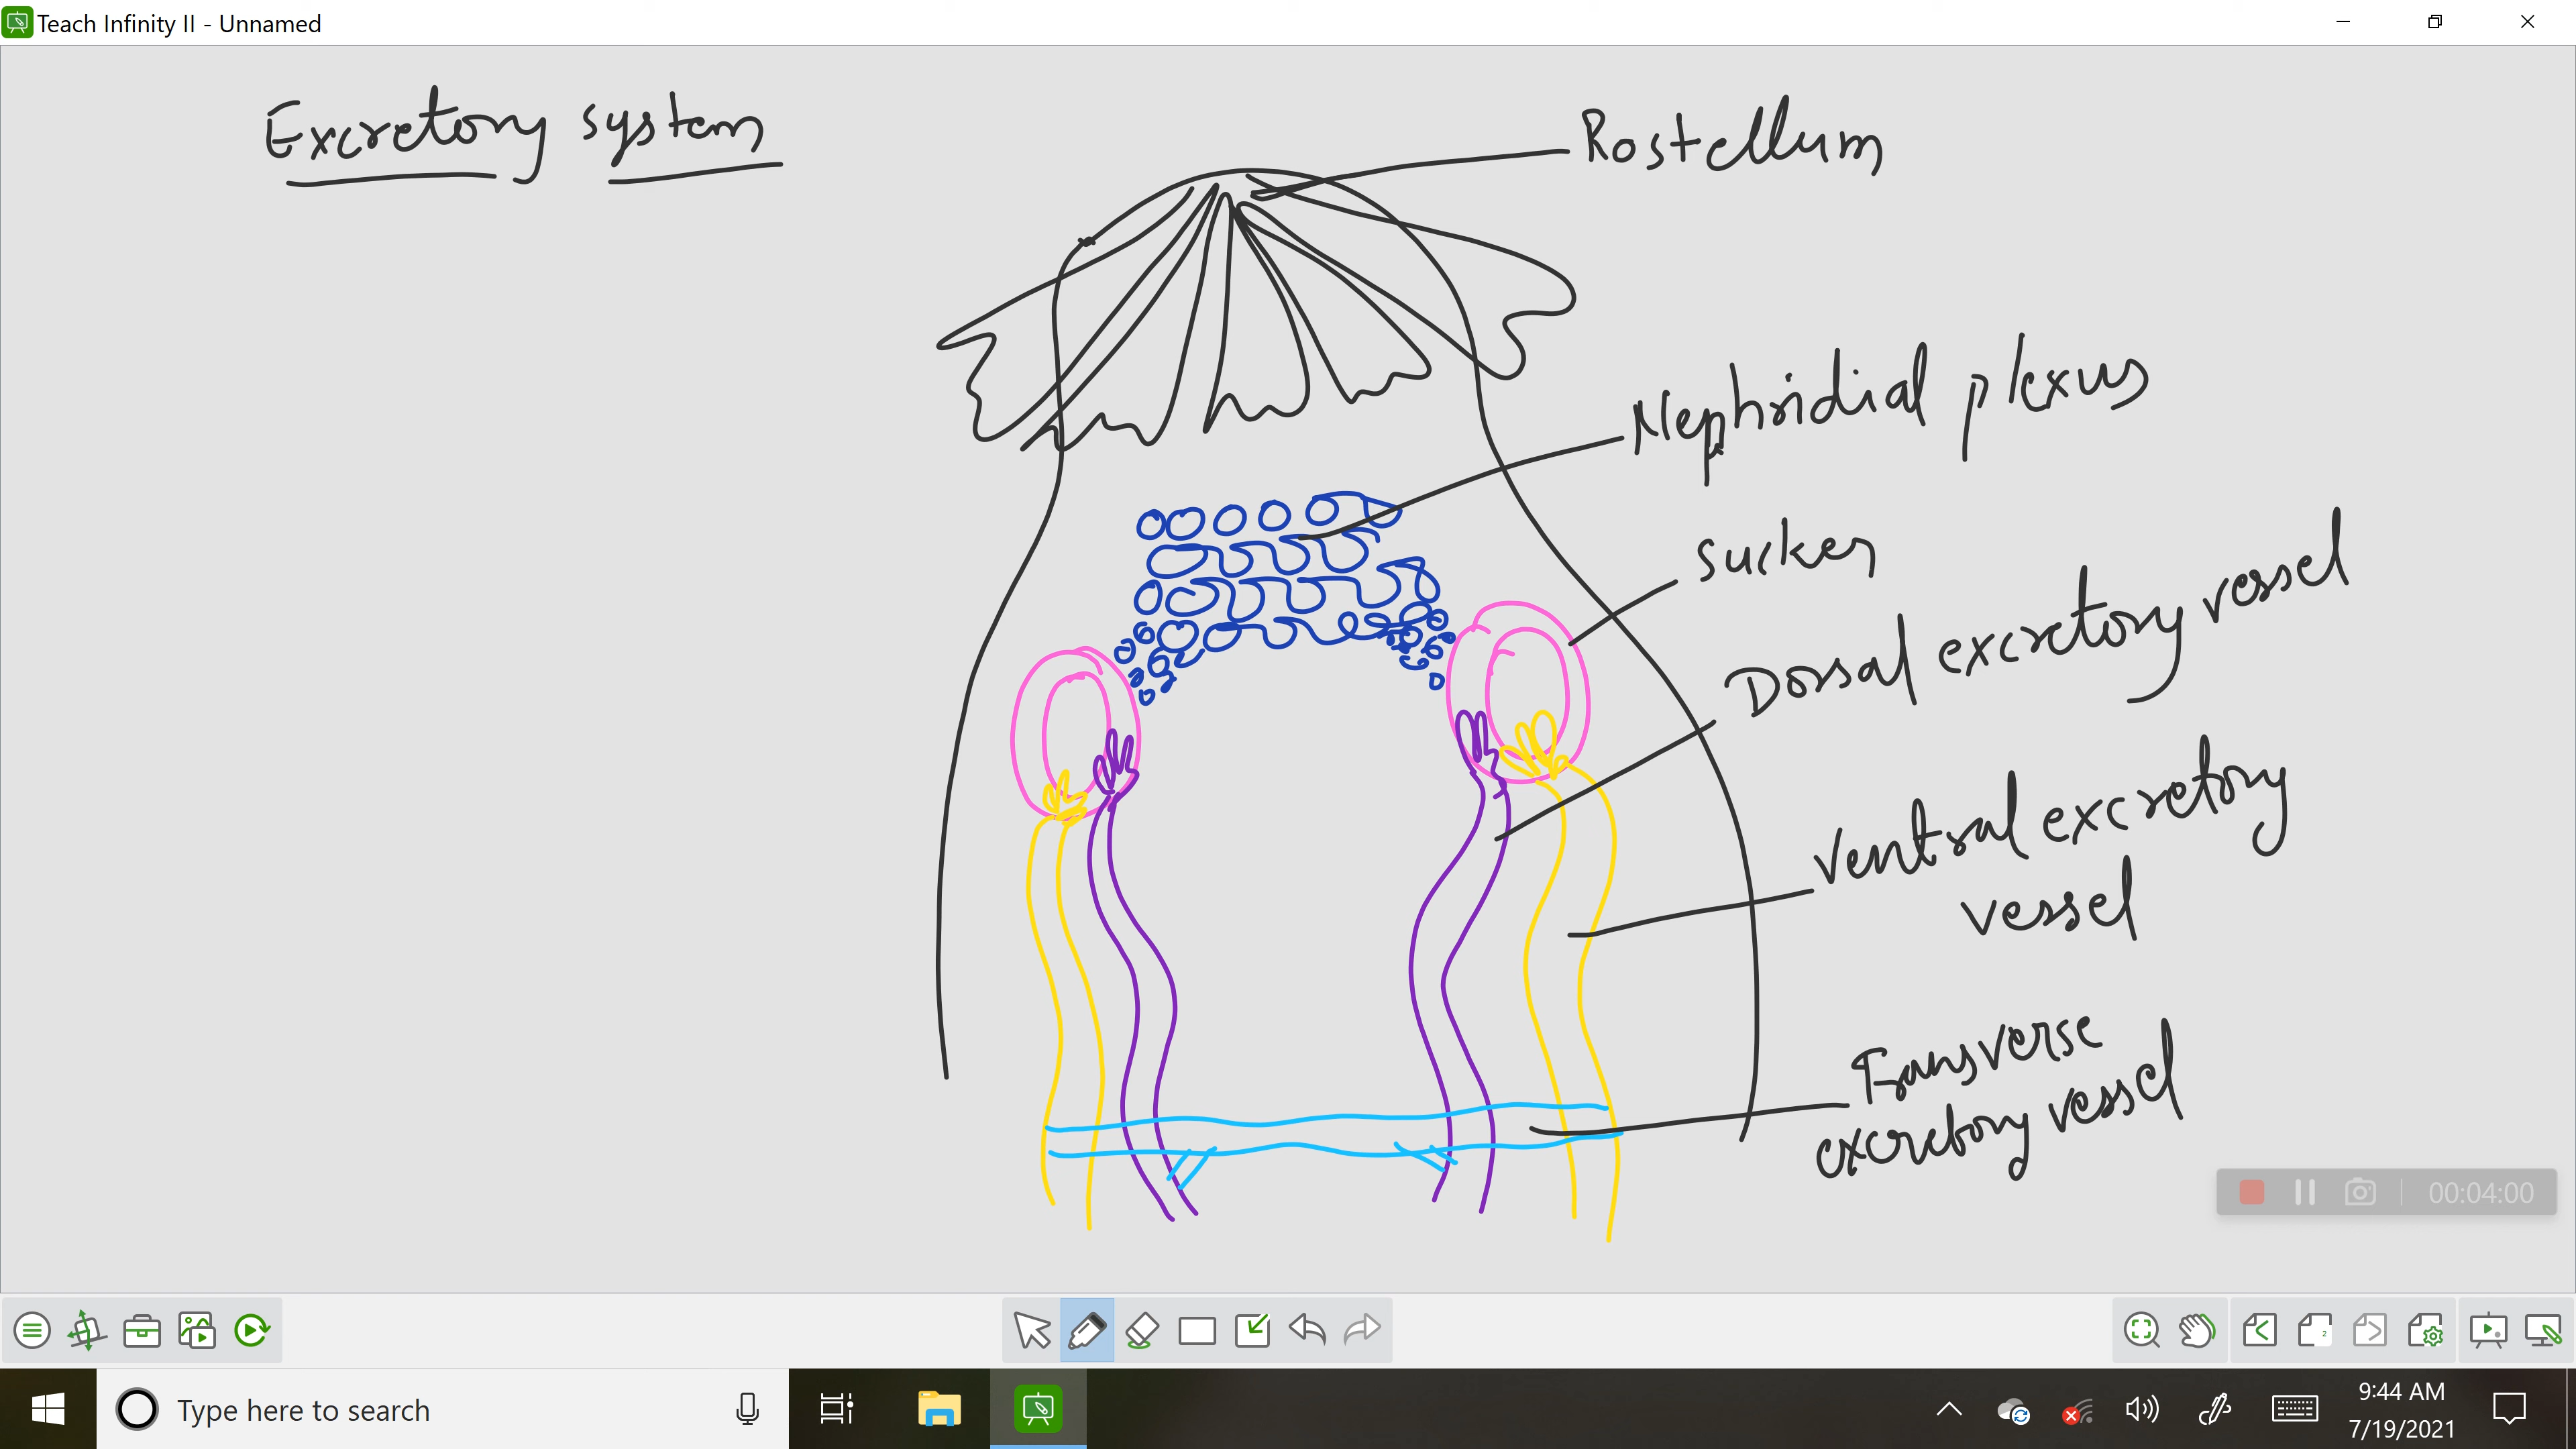 Teach Infinity II - Unnamed
Excretory system
Rostellum
Nephridial plexus
sucker
Dorsal excretory vessel
ventral excretory
vessel
Transverse
excretory vessel
00:04:00
2
Type here to search
9:44 AM
7/19/2021